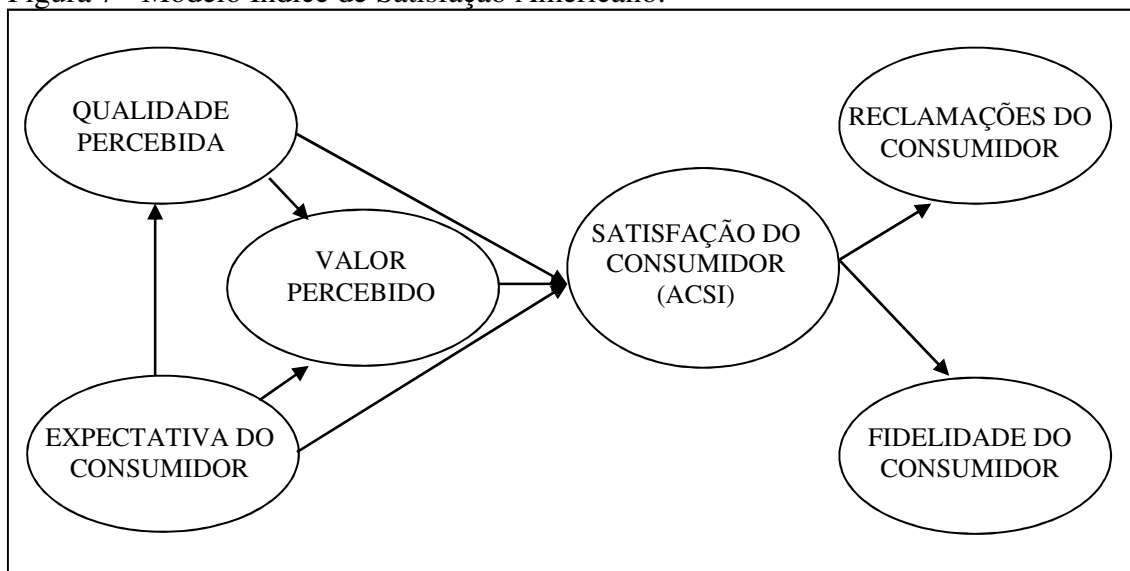 Figura 7 - Modelo Índice de Satisfação Americano.
QUALIDADE
PERCEBIDA
VALOR
PERCEBIDO
EXPECTATIVA DO
CONSUMIDOR
SATISFAÇÃO DO
CONSUMIDOR
(ACSI)
RECLAMAÇÕES DO
CONSUMIDOR
FIDELIDADE DO
CONSUMIDOR